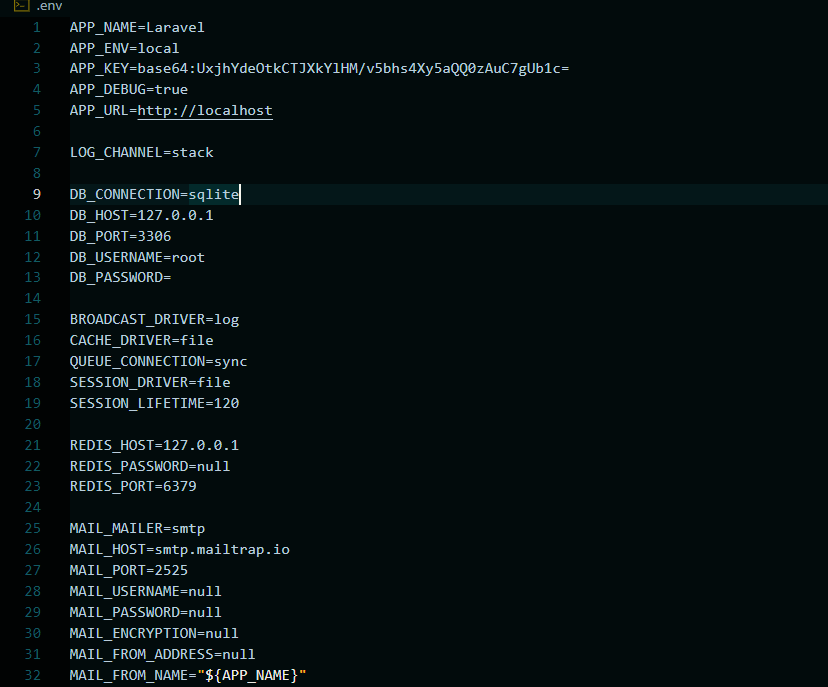 .env
1 APP_NAME=Laravel
2 APP_ENV=local
3 APP_KEY=base64:UxjhYdeOtkCTJXkYlHM/v5bhs4Xy5aQQ0zAuC7gUb1c=
4 APP_DEBUG=true
5 APP_URL=http://localhost
6
7 LOG_CHANNEL=stack
8
9 DB_CONNECTION=sqlite
10 DB_HOST=127.0.0.1
11 DB_PORT=3306
12 DB_USERNAME=root
13 DB_PASSWORD=
14
15 BROADCAST_DRIVER=log
16 CACHE_DRIVER=file
17 QUEUE_CONNECTION=sync
18 SESSION_DRIVER=file
19 SESSION_LIFETIME=120
20
21 REDIS_HOST=127.0.0.1
22 REDIS_PASSWORD=null
23 REDIS_PORT=6379
24
25 MAIL_MAILER=smtp
26 MAIL_HOST=smtp.mailtrap.io
27 MAIL_PORT=2525
28 MAIL_USERNAME=null
29 MAIL_PASSWORD=null
30 MAIL_ENCRYPTION=null
31 MAIL_FROM_ADDRESS=null
32 MAIL_FROM_NAME="${APP_NAME}"